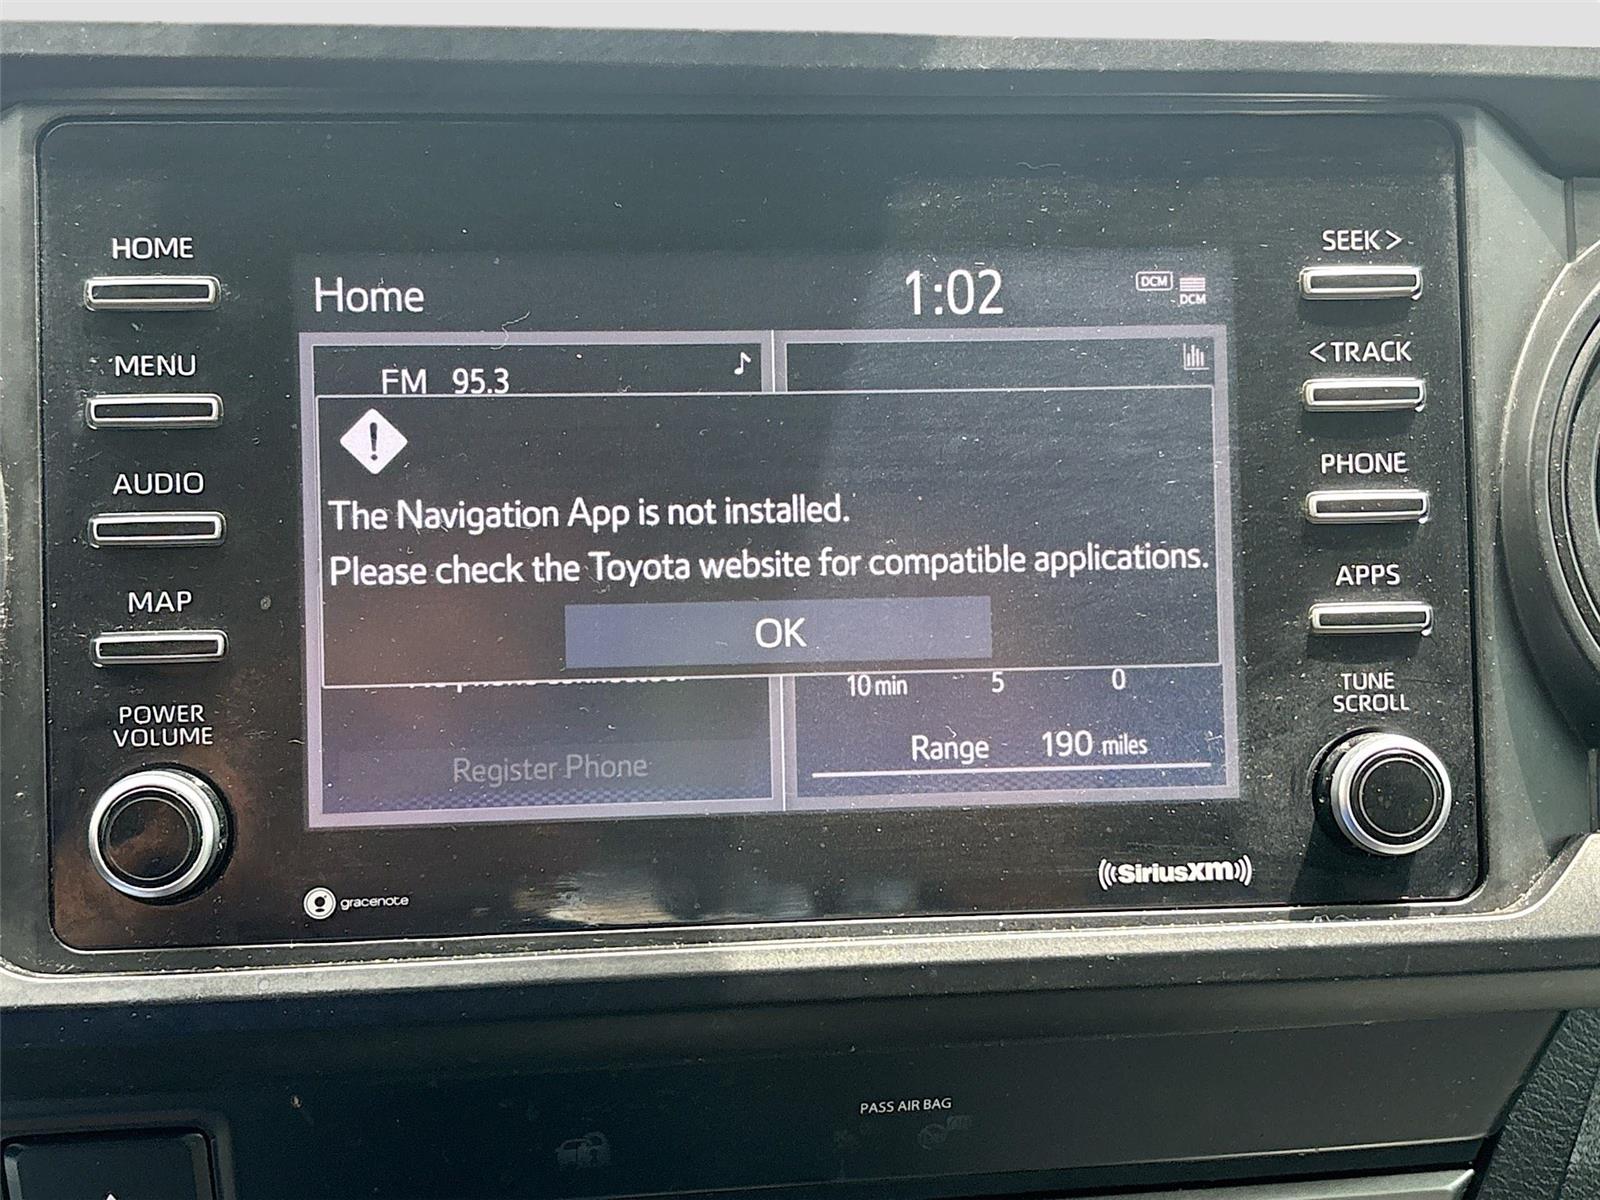 HOME
MENU
AUDIO
MAP
POWER
VOLUME
Home
1:02
DCM
DCM
FM 95.3
The Navigation App is not installed.
Please check the Toyota website for compatible applications.
OK
10 min 5 0
Range 190 miles
Register Phone
SEEK >
< TRACK
PHONE
APPS
TUNE
SCROLL
gracenote
SiriusXM
PASS AIR BAG